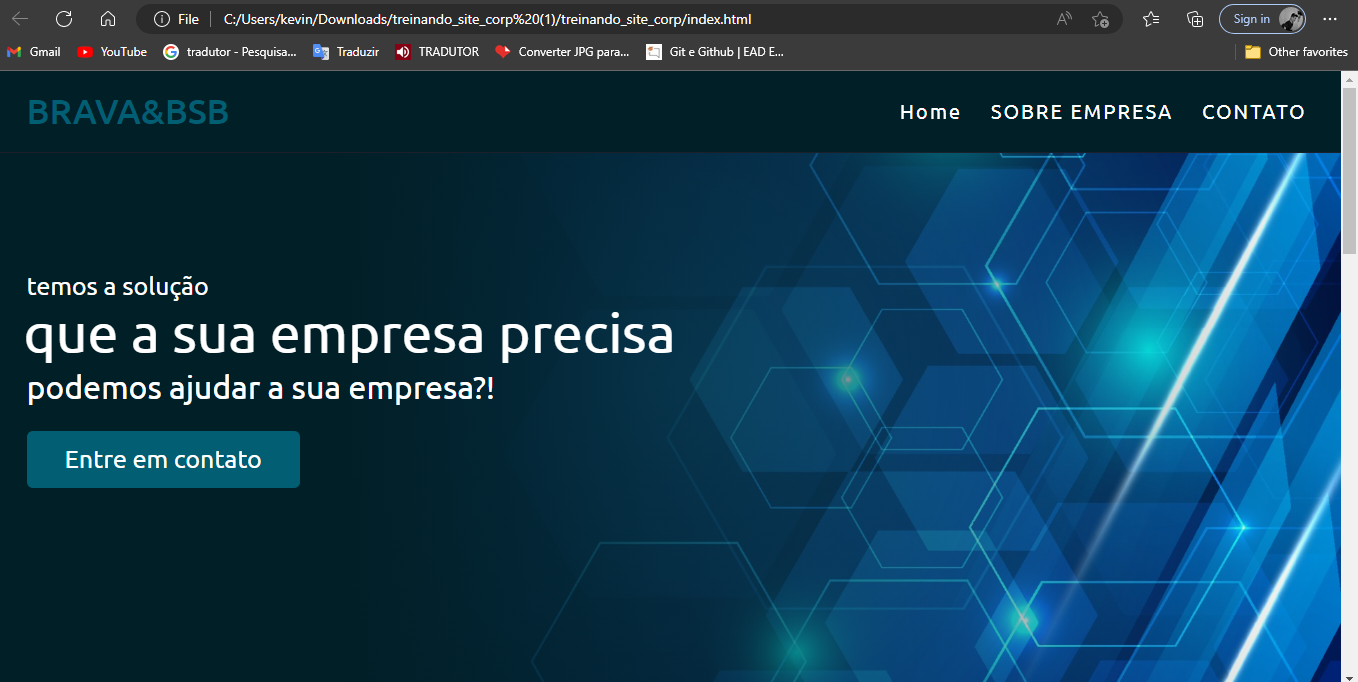 File C:/Users/kevin/Downloads/treinando_site_corp%20(1)/treinando_site_corp/index.html A Sign in
Gmail YouTube tradutor - Pesquisa... Traduzir TRADUTOR Converter JPG para... Git e Github | EAD E... Other favorites
BRAVA&BSB Home SOBRE EMPRESA CONTATO
temos a solução
que a sua empresa precisa
podemos ajudar a sua empresa?!
Entre em contato